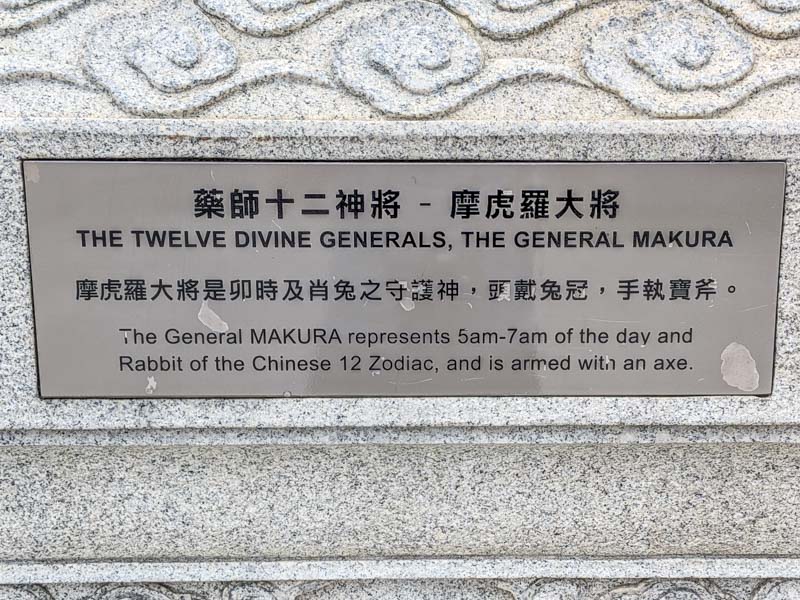 藥師十二神將 - 摩虎羅大將
THE TWELVE DIVINE GENERALS, THE GENERAL MAKURA
摩虎羅大將是卯時及肖兔之守護神，頭戴兔冠，手執寶斧。
The General MAKURA represents 5am-7am of the day and
Rabbit of the Chinese 12 Zodiac, and is armed with an axe.